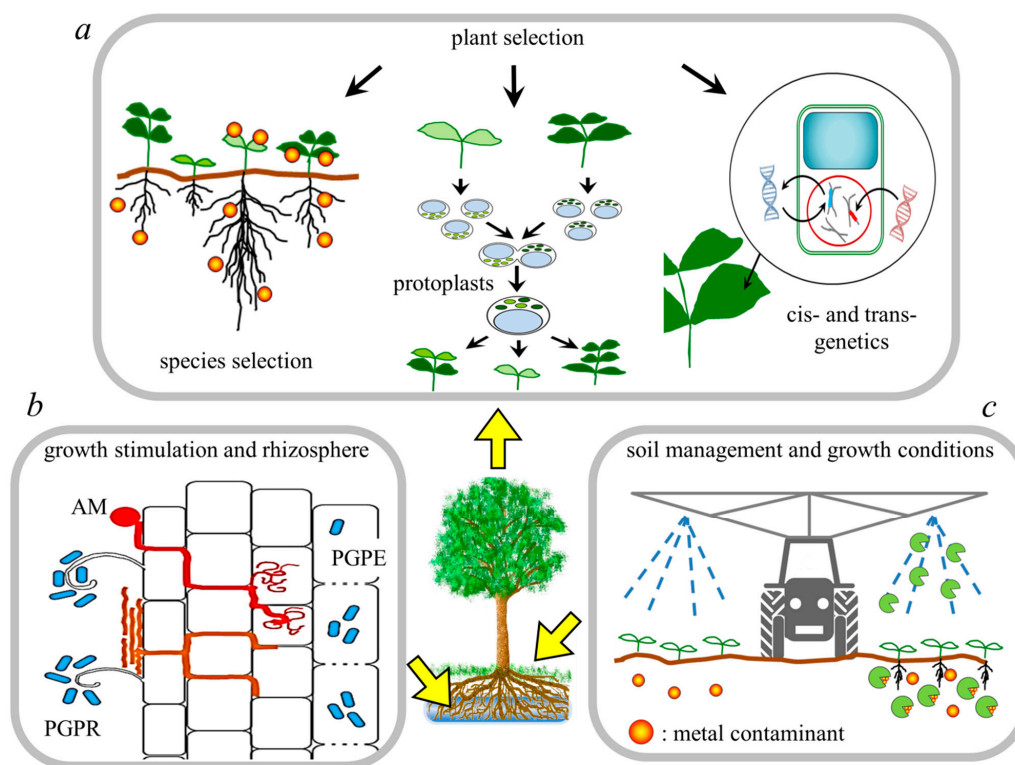 a
plant selection
species selection
protoplasts
cis- and trans-
genetics
b
growth stimulation and rhizosphere
AM
PGPE
PGPR
c
soil management and growth conditions
: metal contaminant